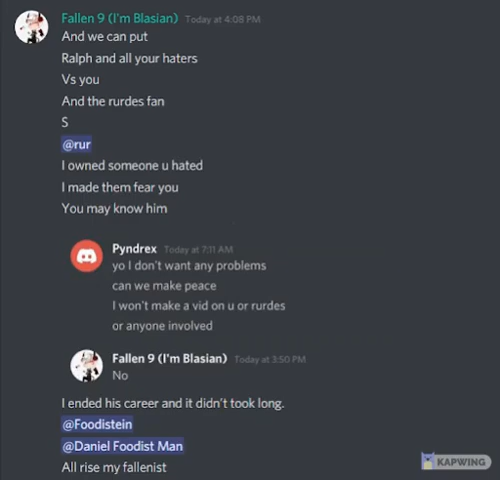 Fallen 9 (I'm Blasian) Today at 4:08 PM
And we can put
Ralph and all your haters
Vs you
And the rurdes fan
S
@rur
I owned someone u hated
I made them fear you
You may know him
Pyndrex Today at 7:11 AM
yo I don't want any problems
can we make peace
I won't make a vid on u or rurdes
or anyone involved
Fallen 9 (I'm Blasian) Today at 3:50 PM
No
I ended his career and it didn't took long.
@Foodistein
@Daniel Foodist Man
All rise my fallenist
KAPWING